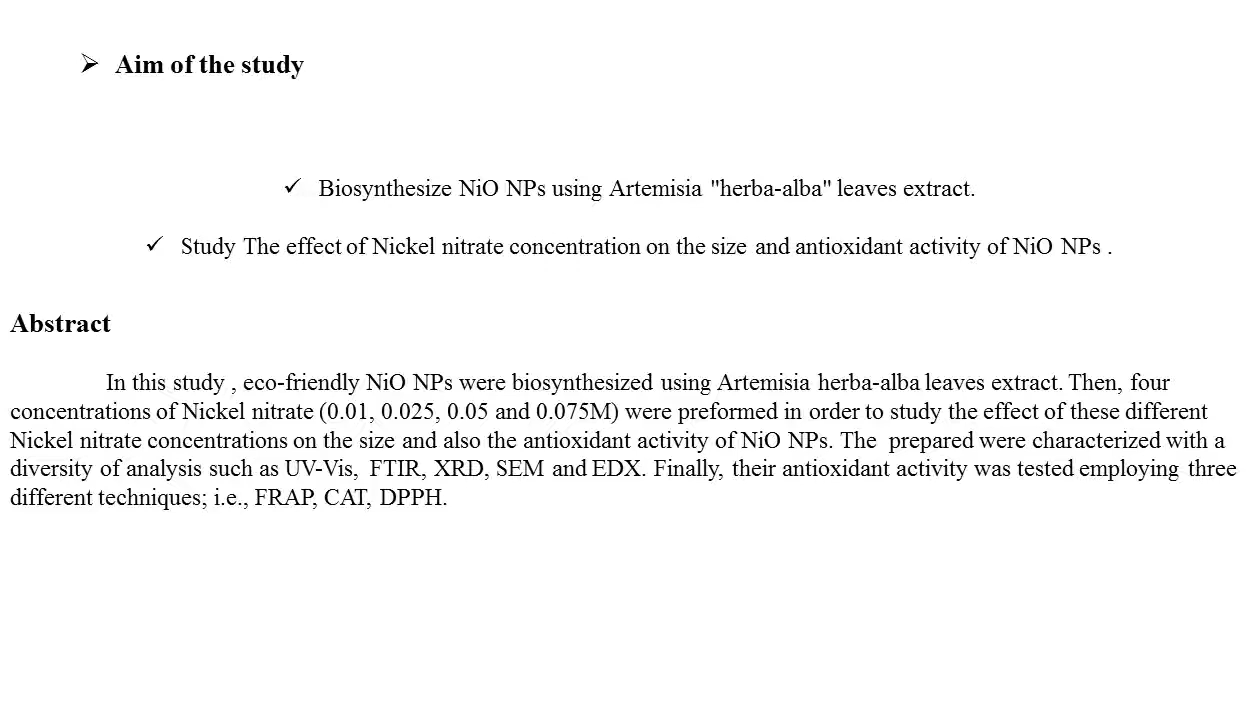 Aim of the study
Biosynthesize NiO NPs using Artemisia "herba-alba" leaves extract.
Study The effect of Nickel nitrate concentration on the size and antioxidant activity of NiO NPs .
Abstract
In this study , eco-friendly NiO NPs were biosynthesized using Artemisia herba-alba leaves extract. Then, four
concentrations of Nickel nitrate (0.01, 0.025, 0.05 and 0.075M) were preformed in order to study the effect of these different
Nickel nitrate concentrations on the size and also the antioxidant activity of NiO NPs. The prepared were characterized with a
diversity of analysis such as UV-Vis, FTIR, XRD, SEM and EDX. Finally, their antioxidant activity was tested employing three
different techniques; i.e., FRAP, CAT, DPPH.